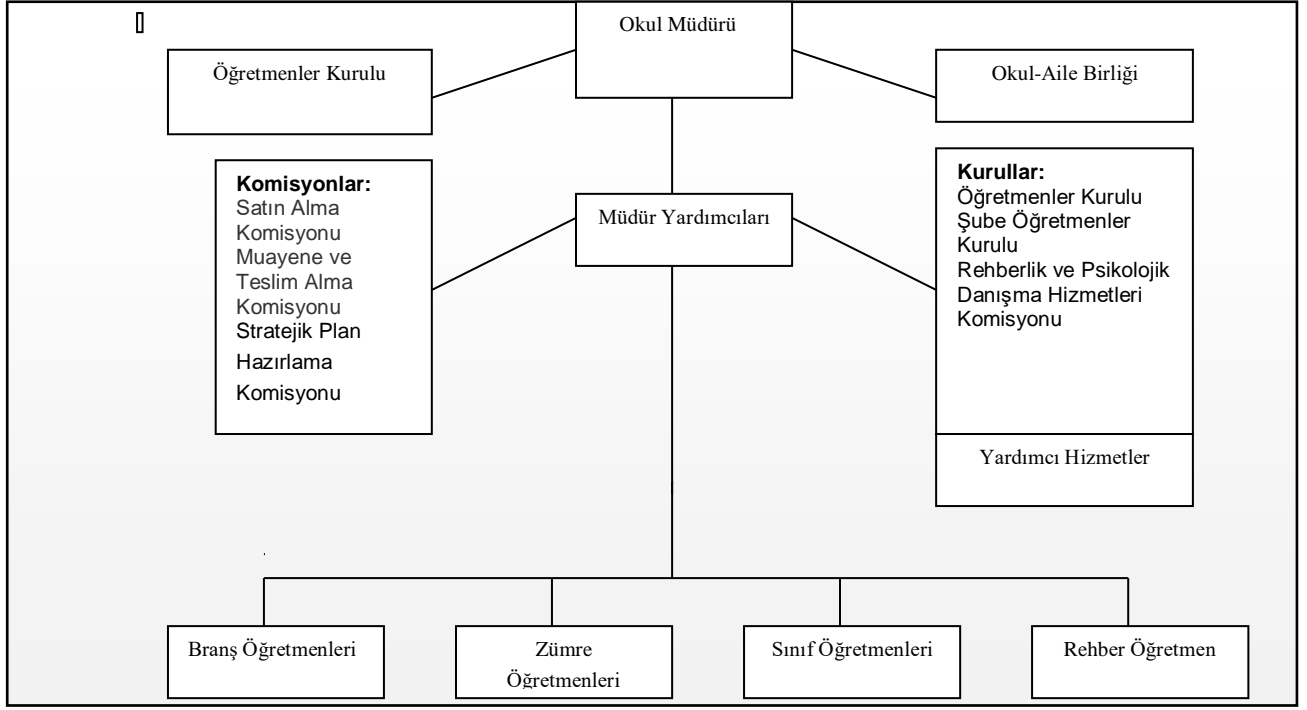 Okul Müdürü
Öğretmenler Kurulu
Okul-Aile Birliği
Komisyonlar:
Satın Alma
Komisyonu
Muayene ve
Teslim Alma
Komisyonu
Stratejik Plan
Hazırlama
Komisyonu
Müdür Yardımcıları
Kurullar:
Öğretmenler Kurulu
Şube Öğretmenler
Kurulu
Rehberlik ve Psikolojik
Danışma Hizmetleri
Komisyonu
Yardımcı Hizmetler
Branş Öğretmenleri
Zümre
Öğretmenleri
Sınıf Öğretmenleri
Rehber Öğretmen